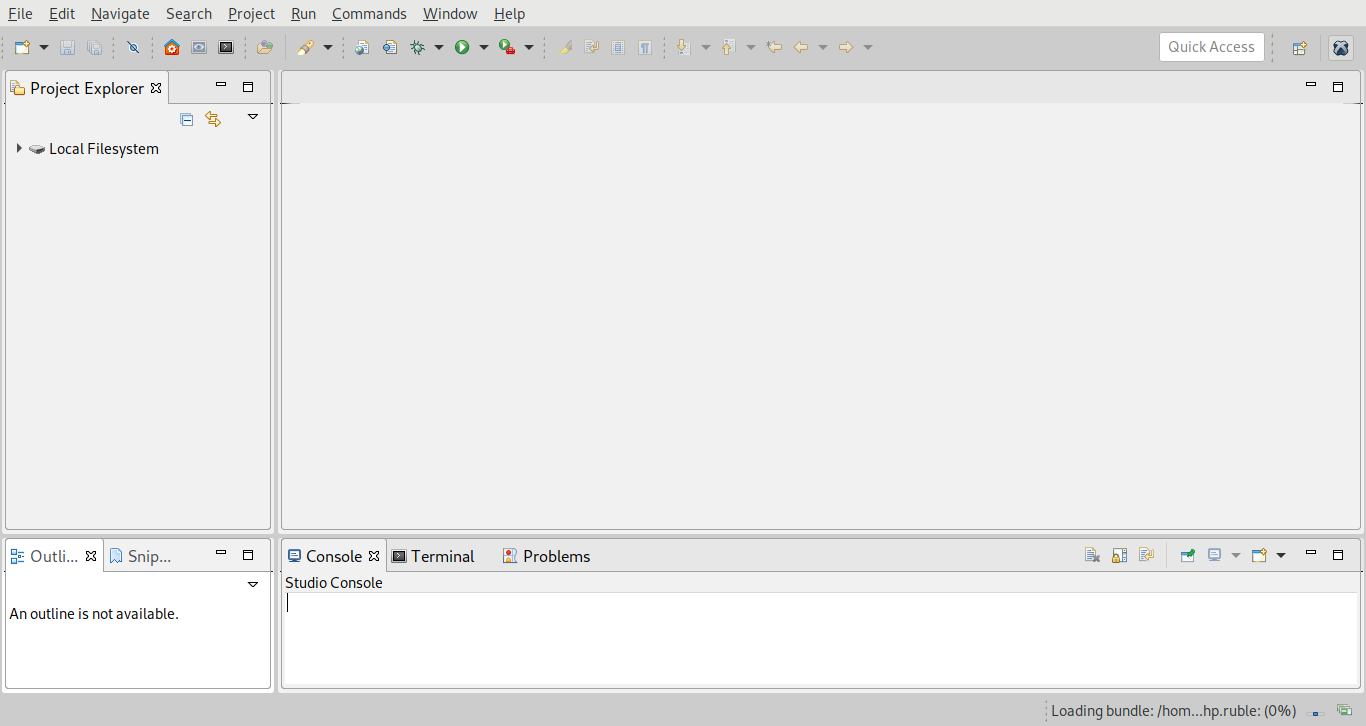 File Edit Navigate Search Project Run Commands Window Help
Quick Access
Project Explorer
Local Filesystem
Outli... Snip...
An outline is not available.
Console Terminal Problems
Studio Console
Loading bundle: /hom...hp.ruble: (0%)